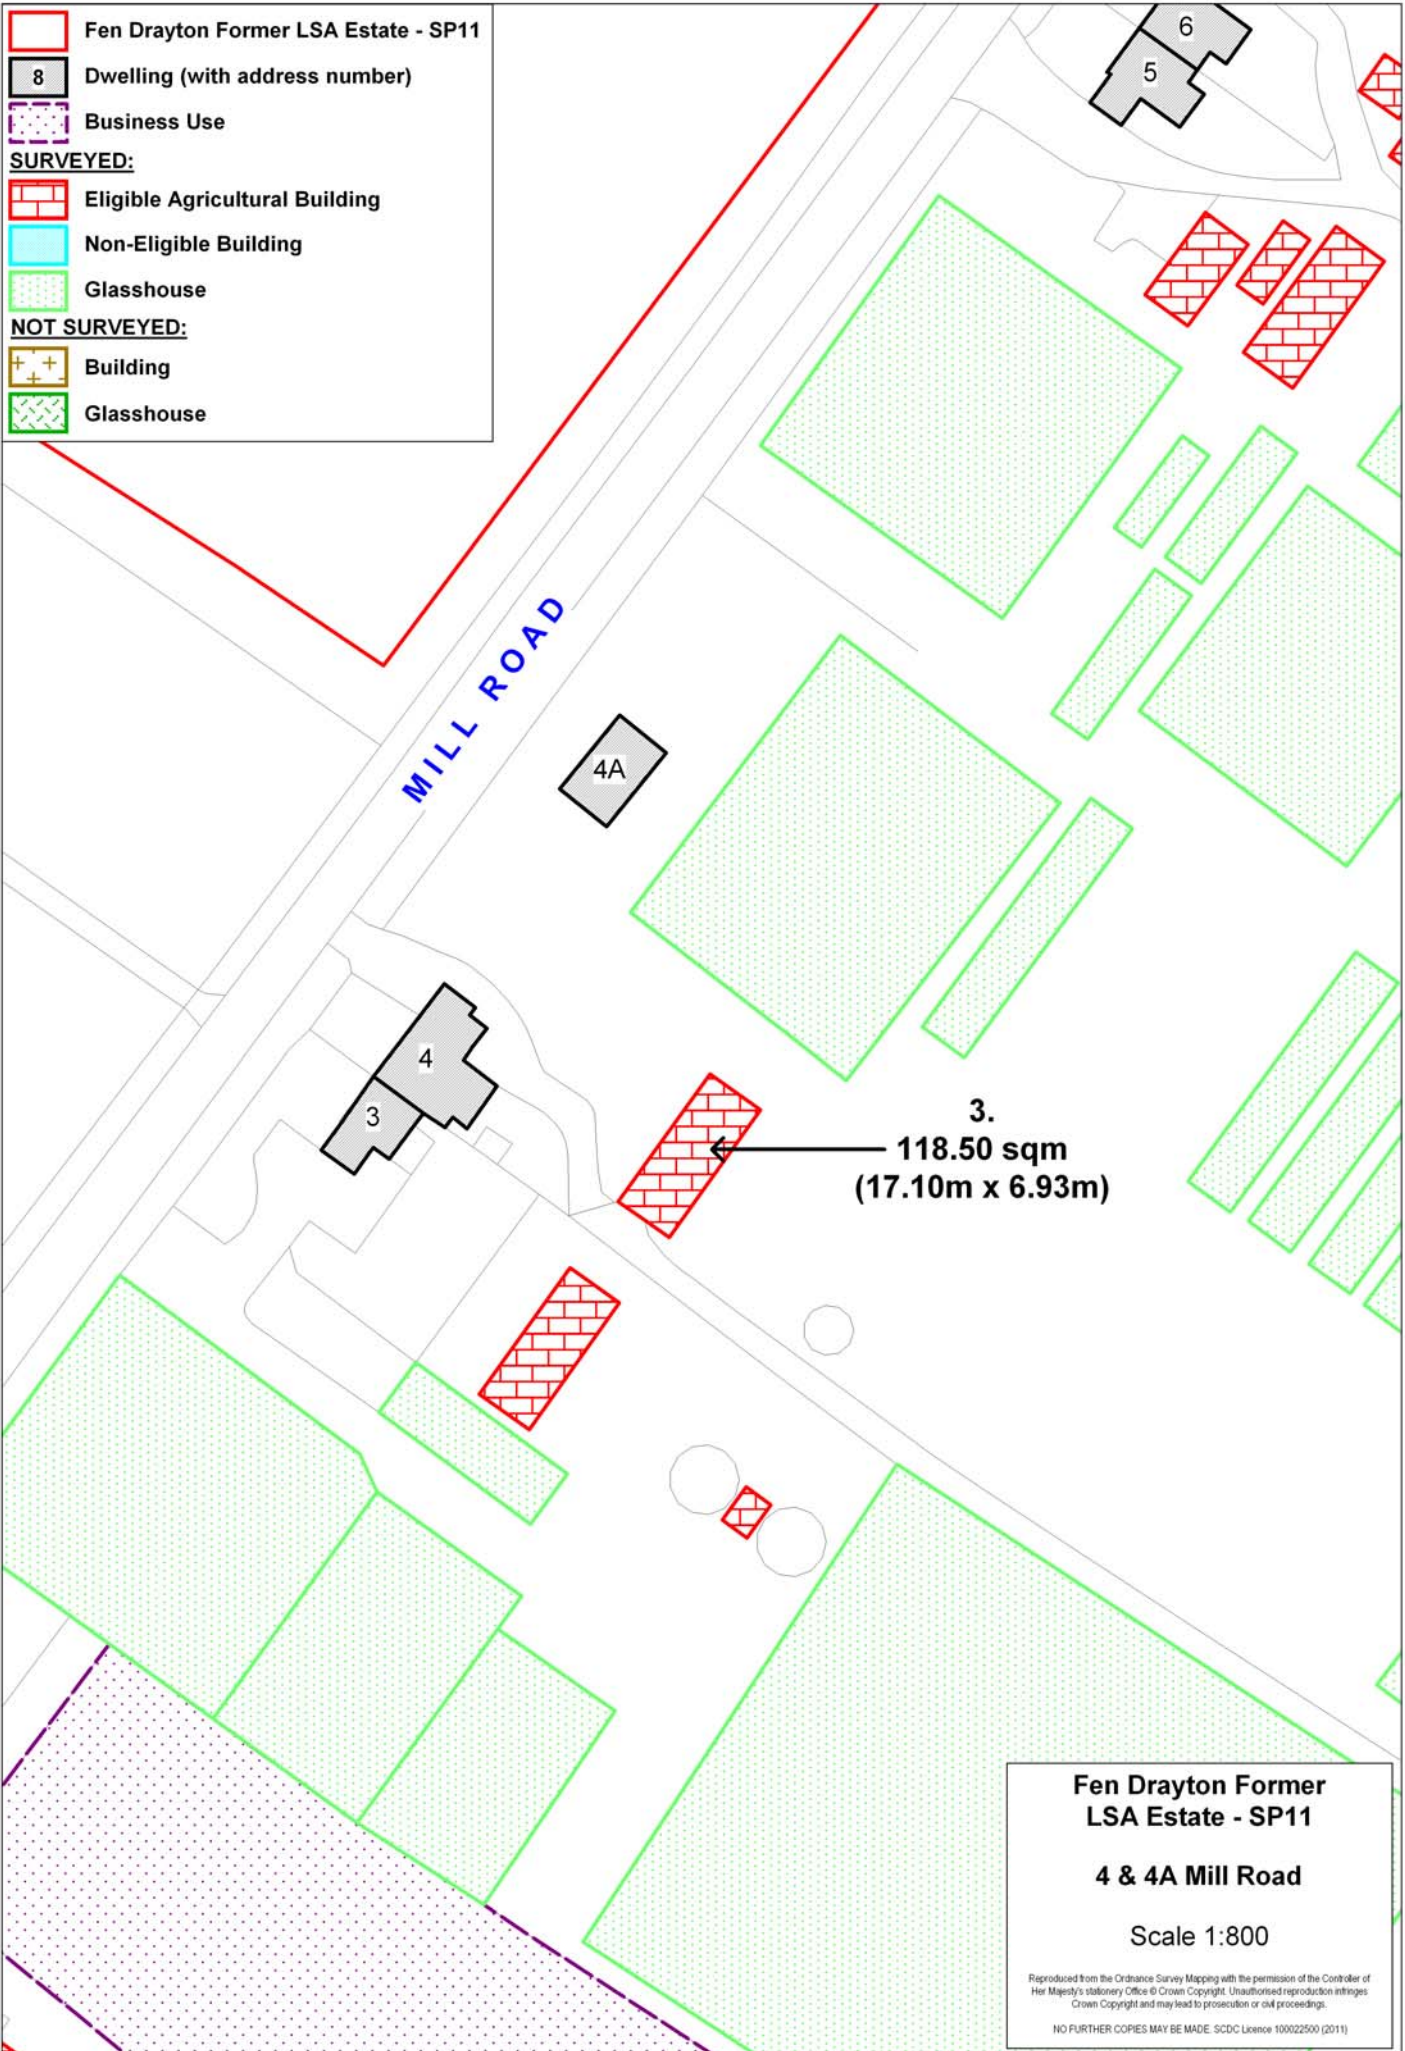 Fen Drayton Former LSA Estate - SP11
8 Dwelling (with address number)
Business Use
SURVEYED:
Eligible Agricultural Building
Non-Eligible Building
Glasshouse
NOT SURVEYED:
Building
Glasshouse
6
5
MILL ROAD
4A
4
3
3.
118.50 sqm
(17.10m x 6.93m)
Fen Drayton Former
LSA Estate - SP11
4 & 4A Mill Road
Scale 1:800
Reproduced from the Ordnance Survey Mapping with the permission of the Controller of
Her Majesty's stationery Office © Crown Copyright. Unauthorised reproduction infringes
Crown Copyright and may lead to prosecution or civil proceedings.
NO FURTHER COPIES MAY BE MADE. SCDC Licence 100022500 (2011)